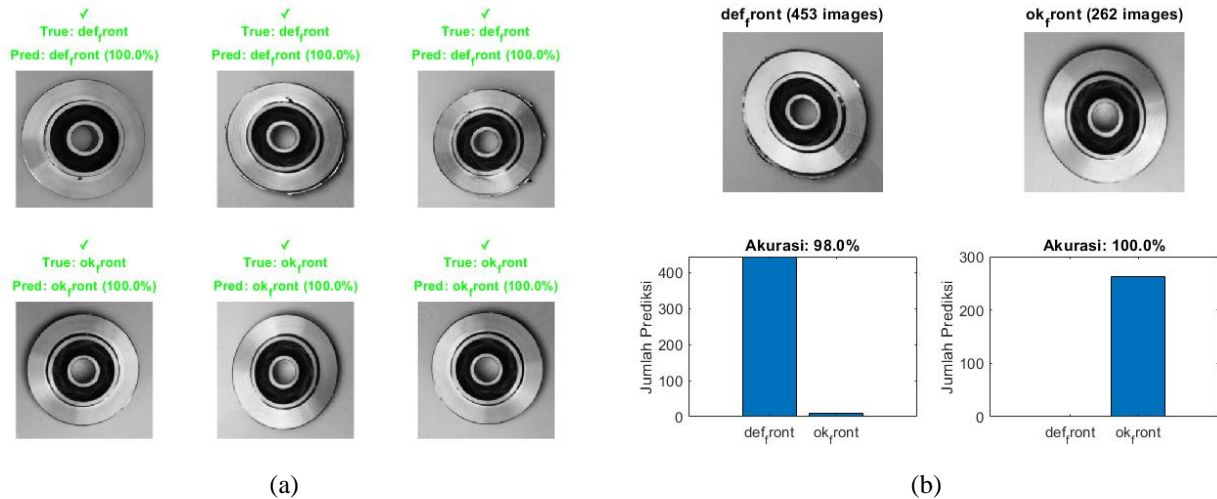 ✓ ✓ ✓
True: def_front True: def_front True: def_front
Pred: def_front (100.0%) Pred: def_front (100.0%) Pred: def_front (100.0%)
✓ ✓ ✓
True: ok_front True: ok_front True: ok_front
Pred: ok_front (100.0%) Pred: ok_front (100.0%) Pred: ok_front (100.0%)
(a)
def_front (453 images) ok_front (262 images)
Akurasi: 98.0%
400
300
200
100
0
Jumlah Prediksi
def_front ok_front
Akurasi: 100.0%
300
200
100
0
Jumlah Prediksi
def_front ok_front
(b)